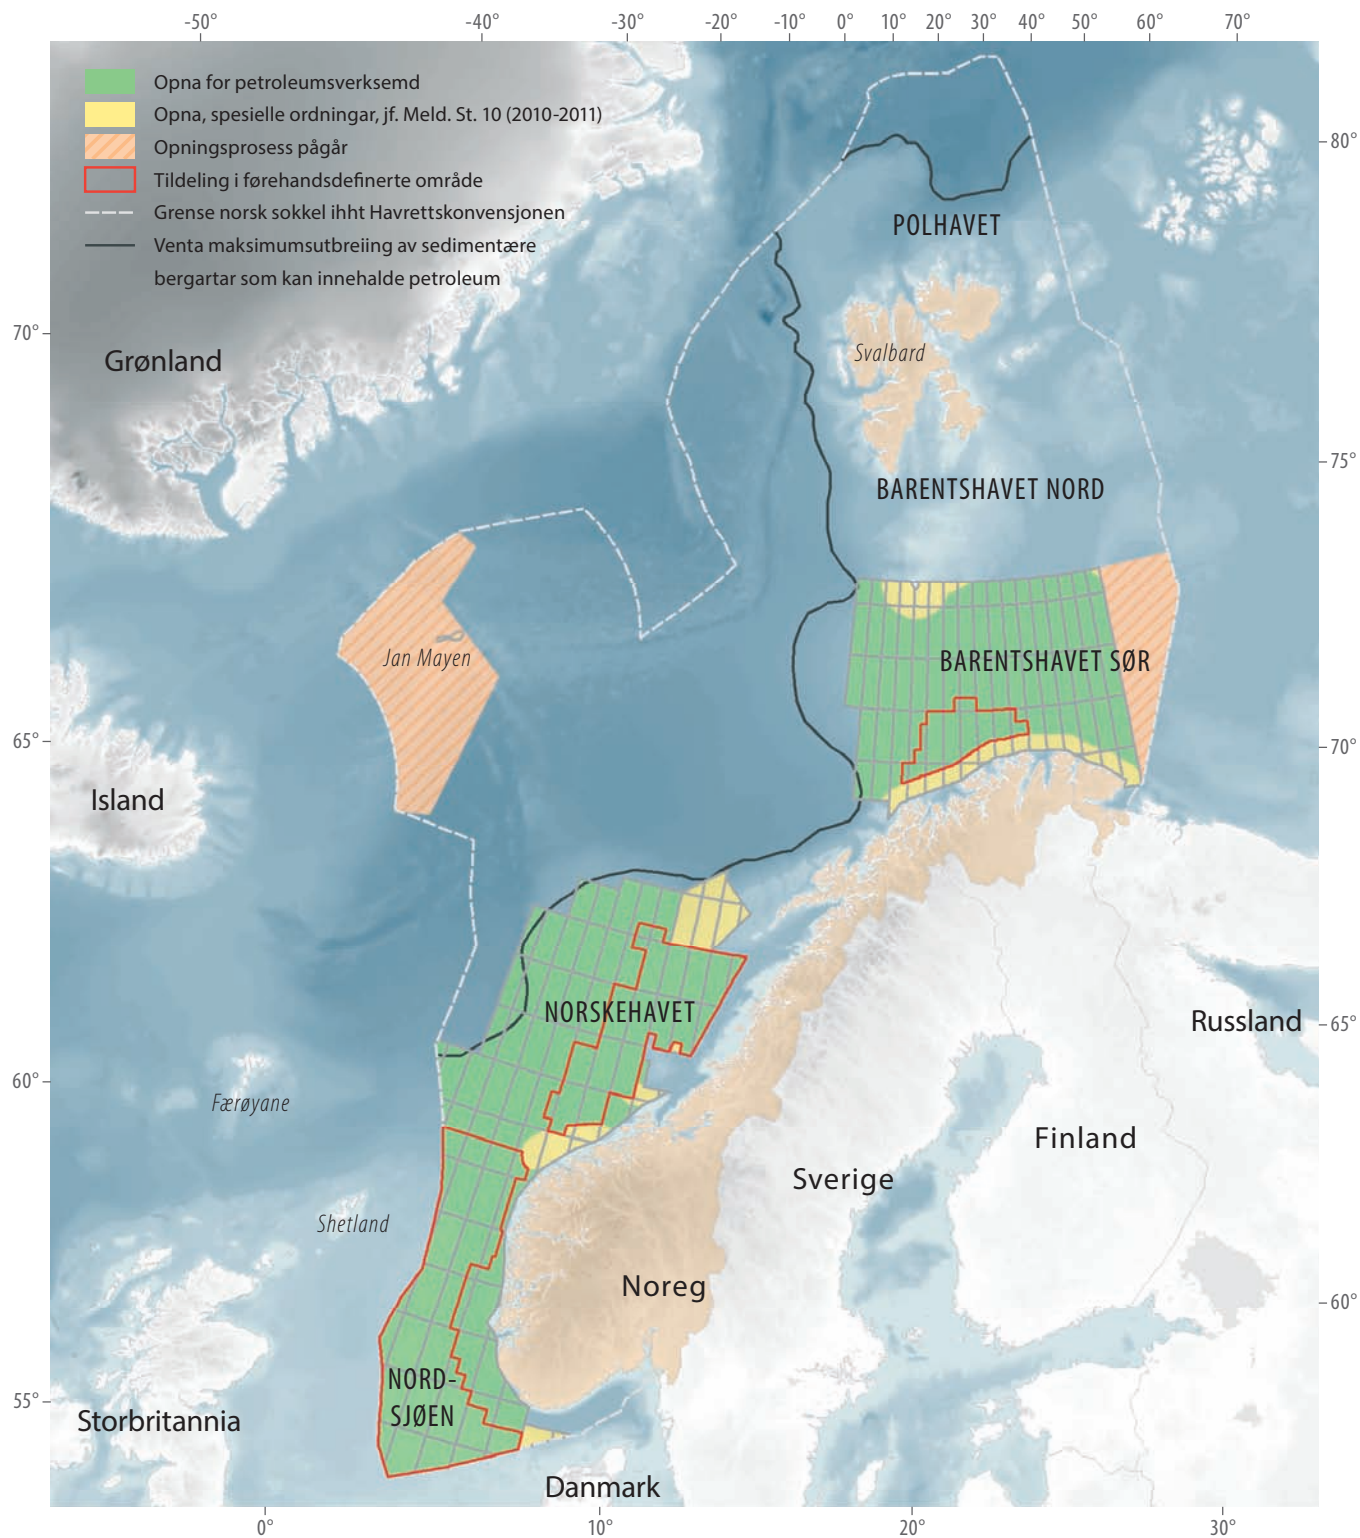 -50°
-40°
-30°
-20°
-10°
0°
10°
20°
30°
40°
50°
60°
70°
Opna for petroleumsverksemd
Opna, spesielle ordningar, jf. Meld. St. 10 (2010-2011)
Opningsprosess pågår
Tildeling i førehandsdefinerte område
Grense norsk sokkel ihht Havrettskonvensjonen
Venta maksimumsutbreiing av sedimentære
bergartar som kan innehalde petroleum
80°
POLHAVET
70°
Grønland
Svalbard
75°
BARENTSHAVET NORD
Jan Mayen
BARENTSHAVET SØR
65°
70°
Island
NORSKEHAVET
Russland
65°
60°
Færøyane
Finland
Sverige
Shetland
Noreg
60°
NORD-
SJØEN
55°
Storbritannia
Danmark
0°
10°
20°
30°